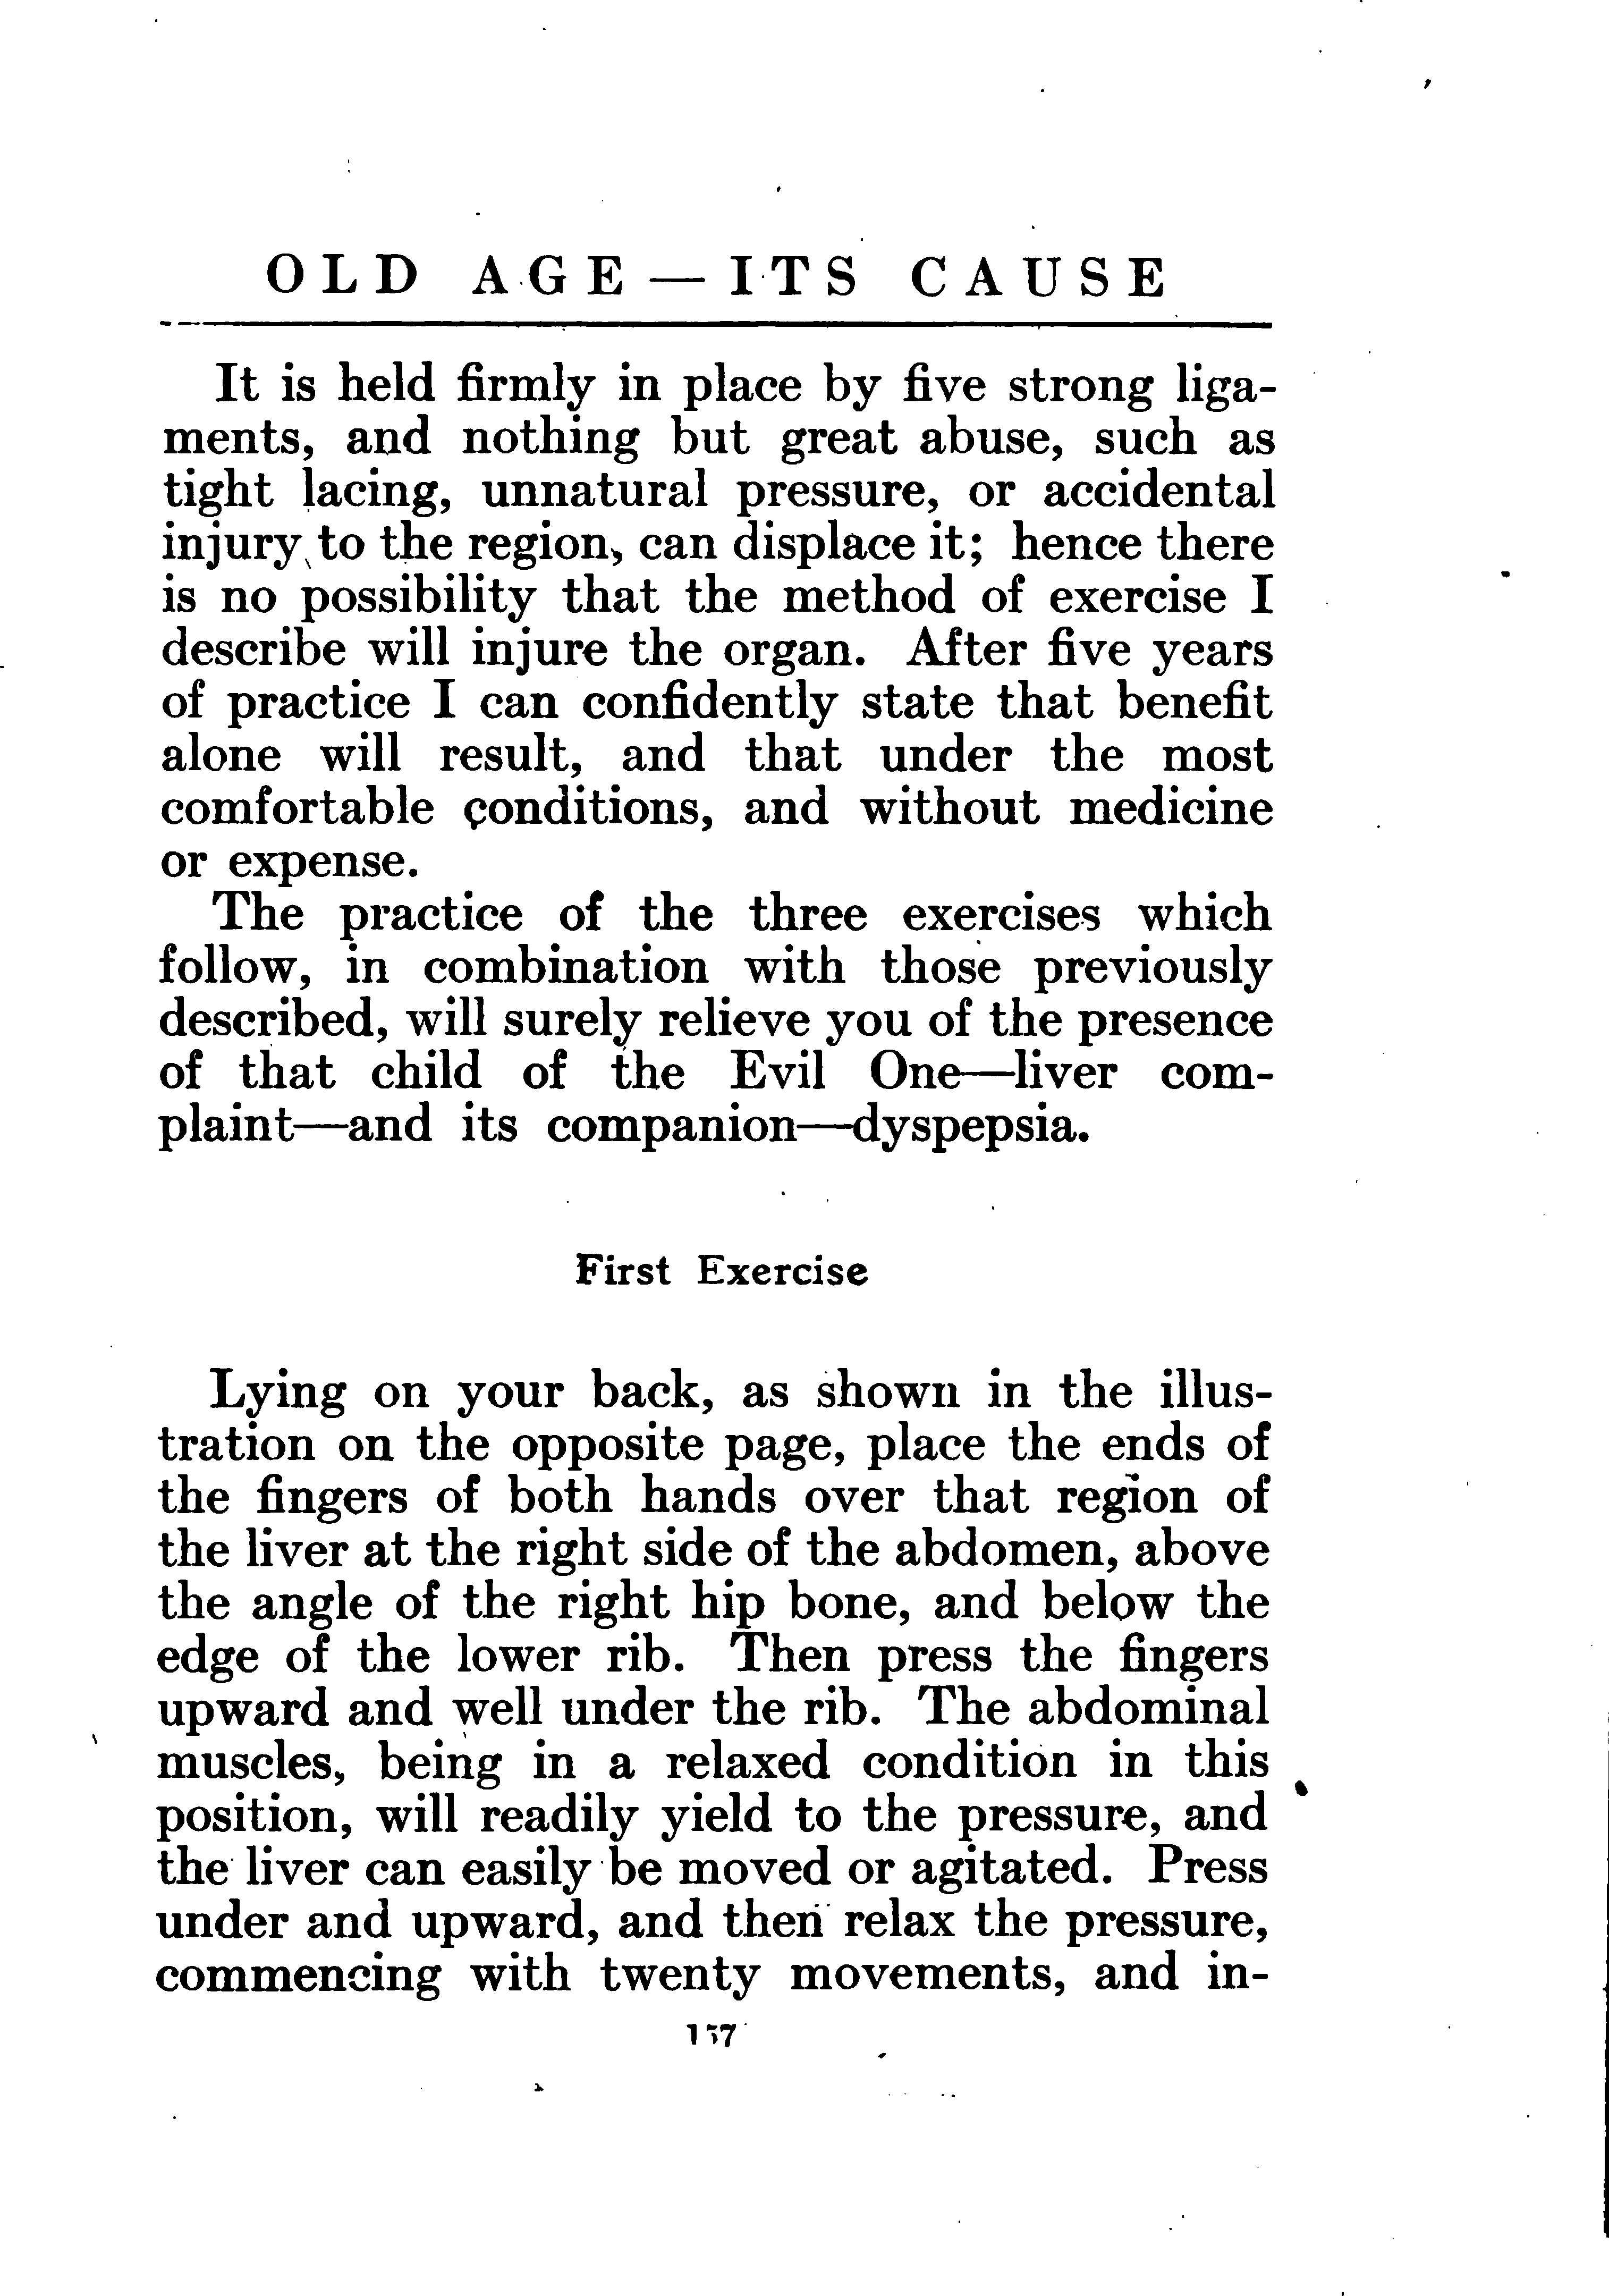 OLD AGE — ITS CAUSE
It is held firmly in place by five strong liga-
ments, and nothing but great abuse, such as
tight lacing, unnatural pressure, or accidental
injury to the region, can displace it; hence there
is no possibility that the method of exercise I
describe will injure the organ. After five years
of practice I can confidently state that benefit
alone will result, and that under the most
comfortable conditions, and without medicine
or expense.
The practice of the three exercises which
follow, in combination with those previously
described, will surely relieve you of the presence
of that child of the Evil One—liver com-
plaint—and its companion—dyspepsia.
First Exercise
Lying on your back, as shown in the illus-
tration on the opposite page, place the ends of
the fingers of both hands over that region of
the liver at the right side of the abdomen, above
the angle of the right hip bone, and below the
edge of the lower rib. Then press the fingers
upward and well under the rib. The abdominal
muscles, being in a relaxed condition in this
position, will readily yield to the pressure, and
the liver can easily be moved or agitated. Press
under and upward, and then relax the pressure,
commencing with twenty movements, and in-